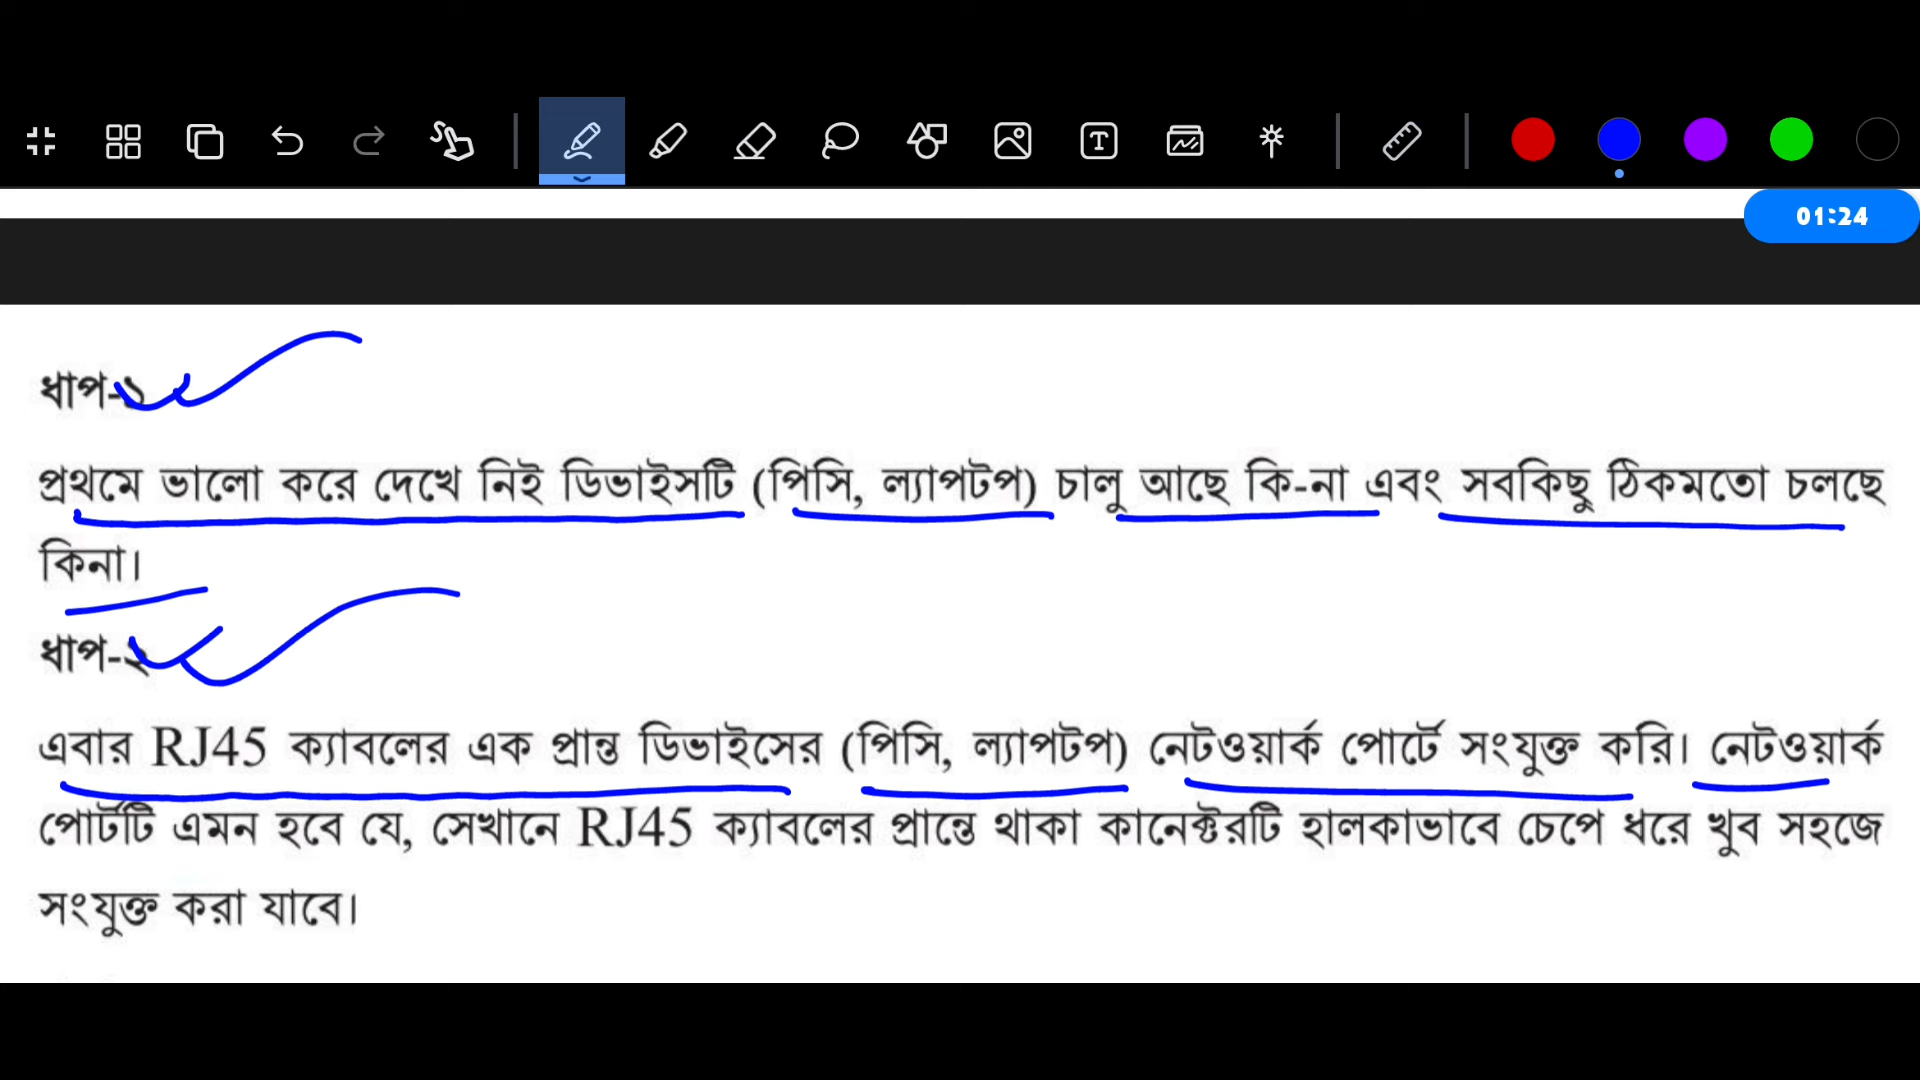 01:24
ধাপ-১
প্রথমে ভালো করে দেখে নিই ডিভাইসটি (পিসি, ল্যাপটপ) চালু আছে কি-না এবং সবকিছু ঠিকমতো চলছে
কিনা।
ধাপ-২
এবার RJ45 ক্যাবলের এক প্রান্ত ডিভাইসের (পিসি, ল্যাপটপ) নেটওয়ার্ক পোর্টে সংযুক্ত করি। নেটওয়ার্ক
পোর্টটি এমন হবে যে, সেখানে RJ45 ক্যাবলের প্রান্তে থাকা কানেক্টরটি হালকাভাবে চেপে ধরে খুব সহজে
সংযুক্ত করা যাবে।